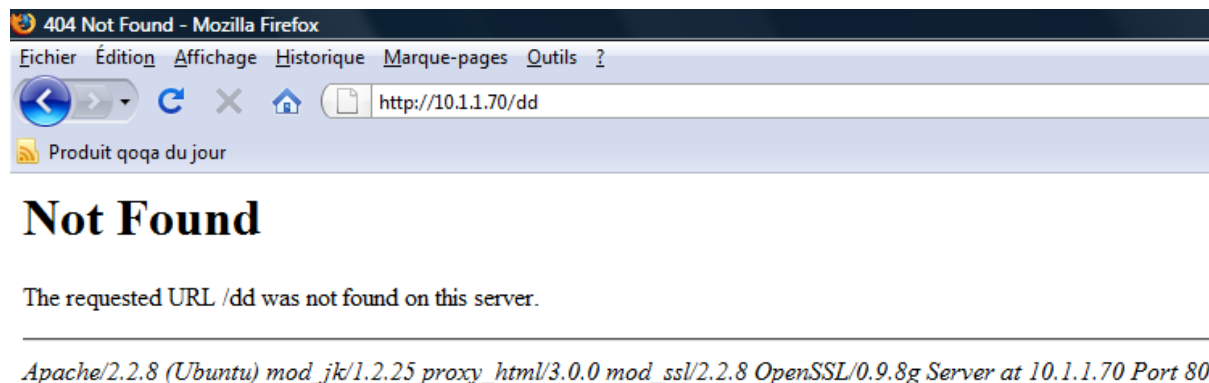 404 Not Found - Mozilla Firefox
Fichier Édition Affichage Historique Marque-pages Outils ?
http://10.1.1.70/dd
Produit qoqa du jour
Not Found
The requested URL /dd was not found on this server.
Apache/2.2.8 (Ubuntu) mod_jk/1.2.25 proxy_html/3.0.0 mod_ssl/2.2.8 OpenSSL/0.9.8g Server at 10.1.1.70 Port 80